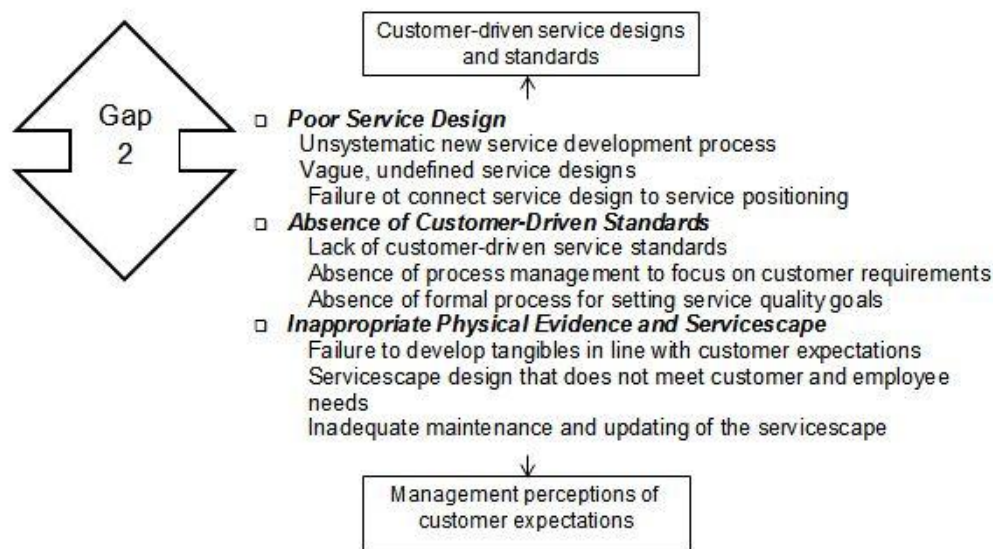 Customer-driven service designs
and standards
Gap
2
Poor Service Design
Unsystematic new service development process
Vague, undefined service designs
Failure ot connect service design to service positioning
Absence of Customer-Driven Standards
Lack of customer-driven service standards
Absence of process management to focus on customer requirements
Absence of formal process for setting service quality goals
Inappropriate Physical Evidence and Servicescape
Failure to develop tangibles in line with customer expectations
Servicescape design that does not meet customer and employee
needs
Inadequate maintenance and updating of the servicescape
Management perceptions of
customer expectations